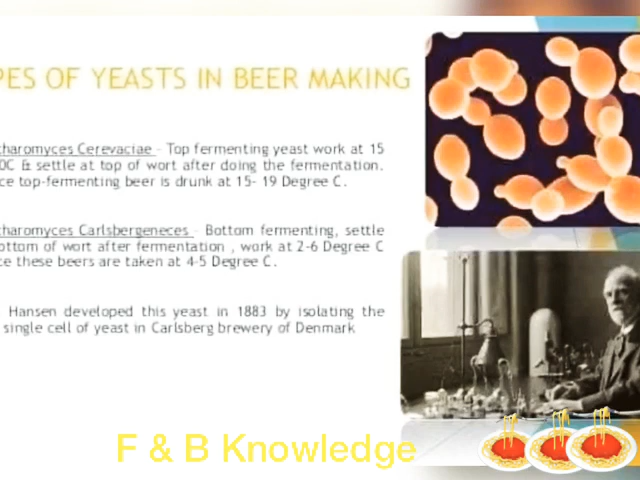 PES OF YEASTS IN BEER MAKING
charomyces Cerevaciae - Top fermenting yeast work at 15
0C & settle at top of wort after doing the fermentation.
ce top-fermenting beer is drunk at 15- 19 Degree C.
charomyces Carlsbergeneces - Bottom fermenting, settle
ottom of wort after fermentation , work at 2-6 Degree C
ce these beers are taken at 4-5 Degree C.
Hansen developed this yeast in 1883 by isolating the
single cell of yeast in Carlsberg brewery of Denmark
F & B Knowledge